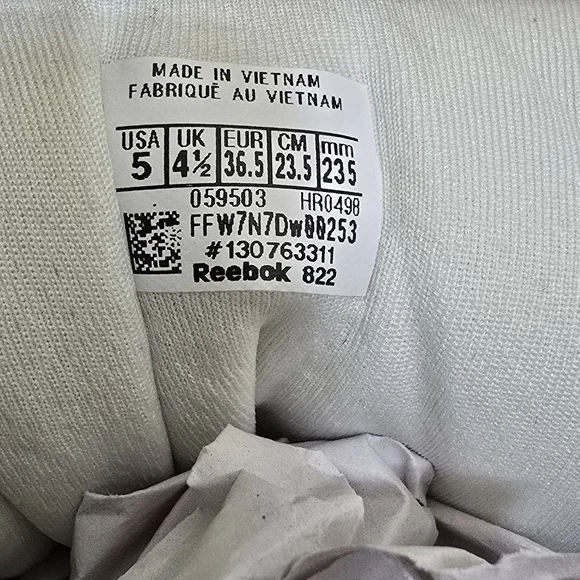 MADE IN VIETNAM
FABRIQUÉ AU VIETNAM
USA UK EUR CM mm
5 4½ 36.5 23.5 235
059503 HR0498
FFW7N7Dw00253
#130763311
Reebok 822